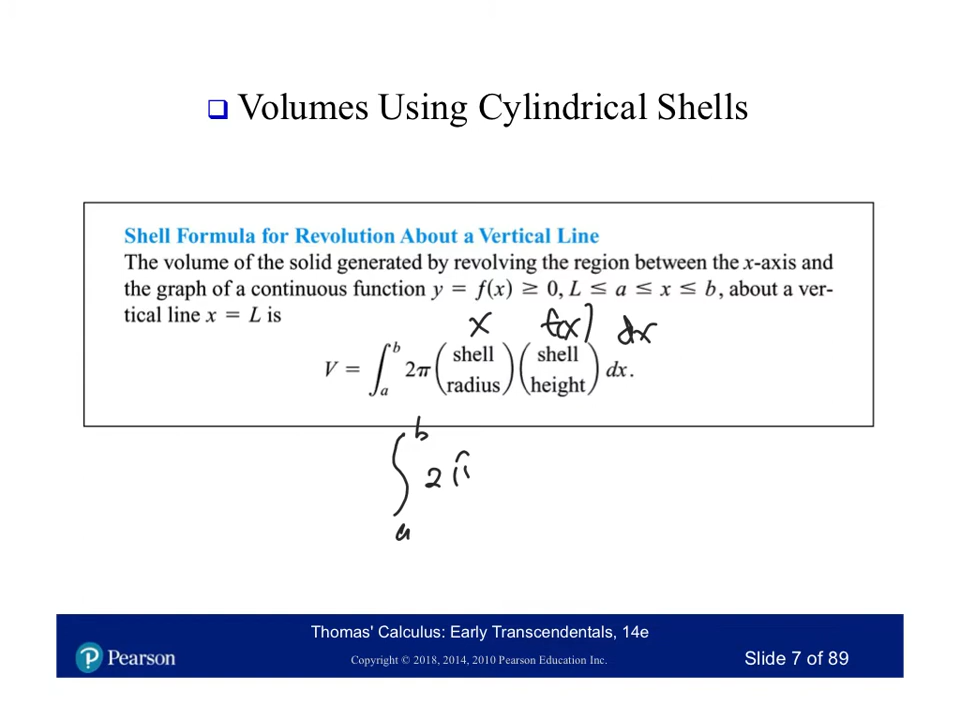 ❑ Volumes Using Cylindrical Shells
Shell Formula for Revolution About a Vertical Line
The volume of the solid generated by revolving the region between the x-axis and
the graph of a continuous function y = f(x) ≥ 0, L ≤ a ≤ x ≤ b, about a ver-
tical line x = L is
x f(x) dx
V = ∫_a^b 2π (shell radius) (shell height) dx.
∫_a^b 2π
Thomas' Calculus: Early Transcendentals, 14e
Pearson
Copyright © 2018, 2014, 2010 Pearson Education Inc.
Slide 7 of 89